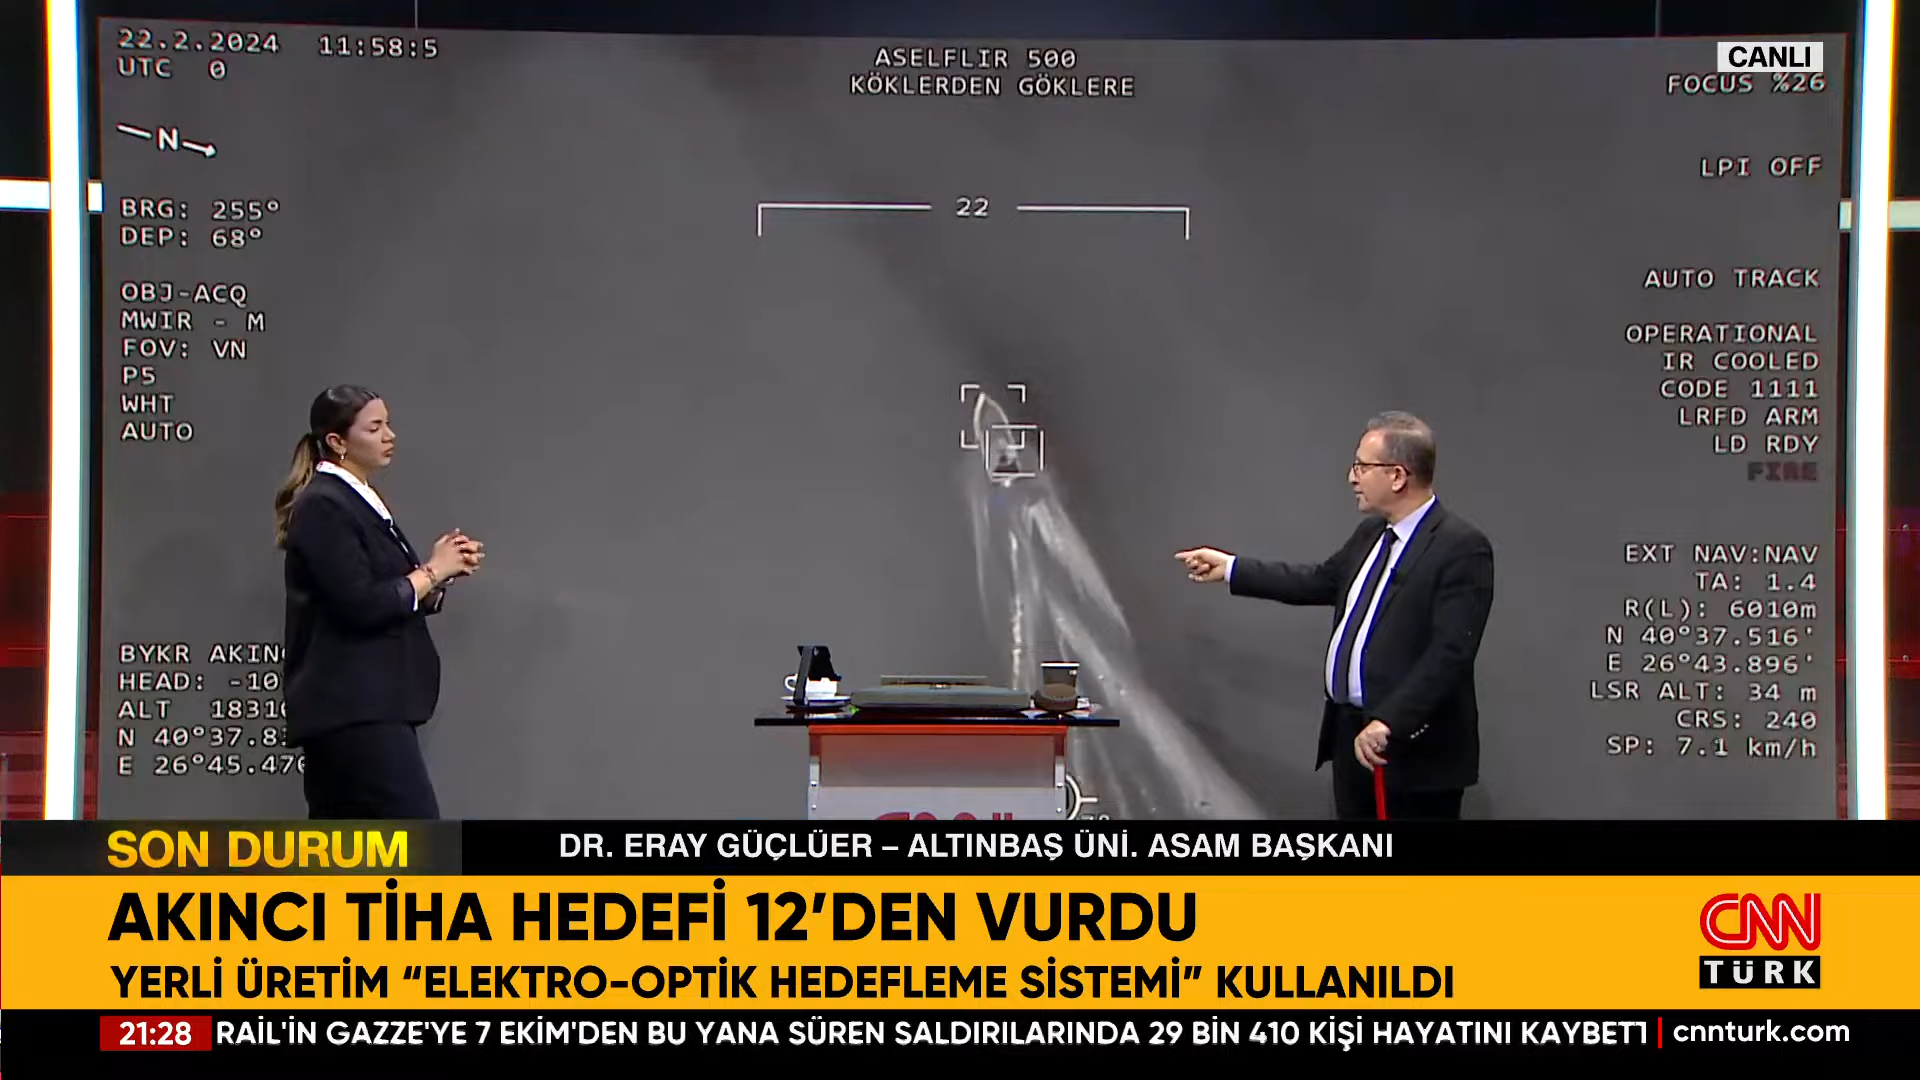 22.2.2024 11:58:5
UTC 0
N
BRG: 255°
DEP: 68°
OBJ-ACQ
MWIR - M
FOV: VN
P5
WHT
AUTO
BYKR AKIN
HEAD: -10
ALT 1831
N 40°37.8
E 26°45.470
ASELFLIR 500
KÖKLERDEN GÖKLERE
22
CANLI
FOCUS %26
LPI OFF
AUTO TRACK
OPERATIONAL
IR COOLED
CODE 1111
LRFD ARM
LD RDY
FIRE
EXT NAV:NAV
TA: 1.4
R(L): 6010m
N 40°37.516'
E 26°43.896'
LSR ALT: 34 m
CRS: 240
SP: 7.1 km/h
SON DURUM
DR. ERAY GÜÇLÜER – ALTINBAŞ ÜNİ. ASAM BAŞKANI
AKINCI TİHA HEDEFİ 12’DEN VURDU
YERLİ ÜRETİM “ELEKTRO-OPTİK HEDEFLEME SİSTEMİ” KULLANILDI
CNN
TÜRK
21:28 RAİL'İN GAZZE'YE 7 EKİM'DEN BU YANA SÜREN SALDIRILARINDA 29 BİN 410 KİŞİ HAYATINI KAYBETT cnnturk.com